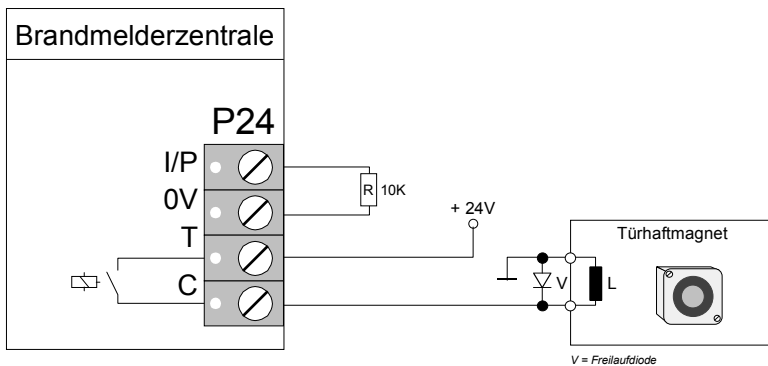 Brandmelderzentrale
P24
I/P
0V
T
C
R 10K
+ 24V
Türhaftmagnet
V
L
V = Freilaufdiode